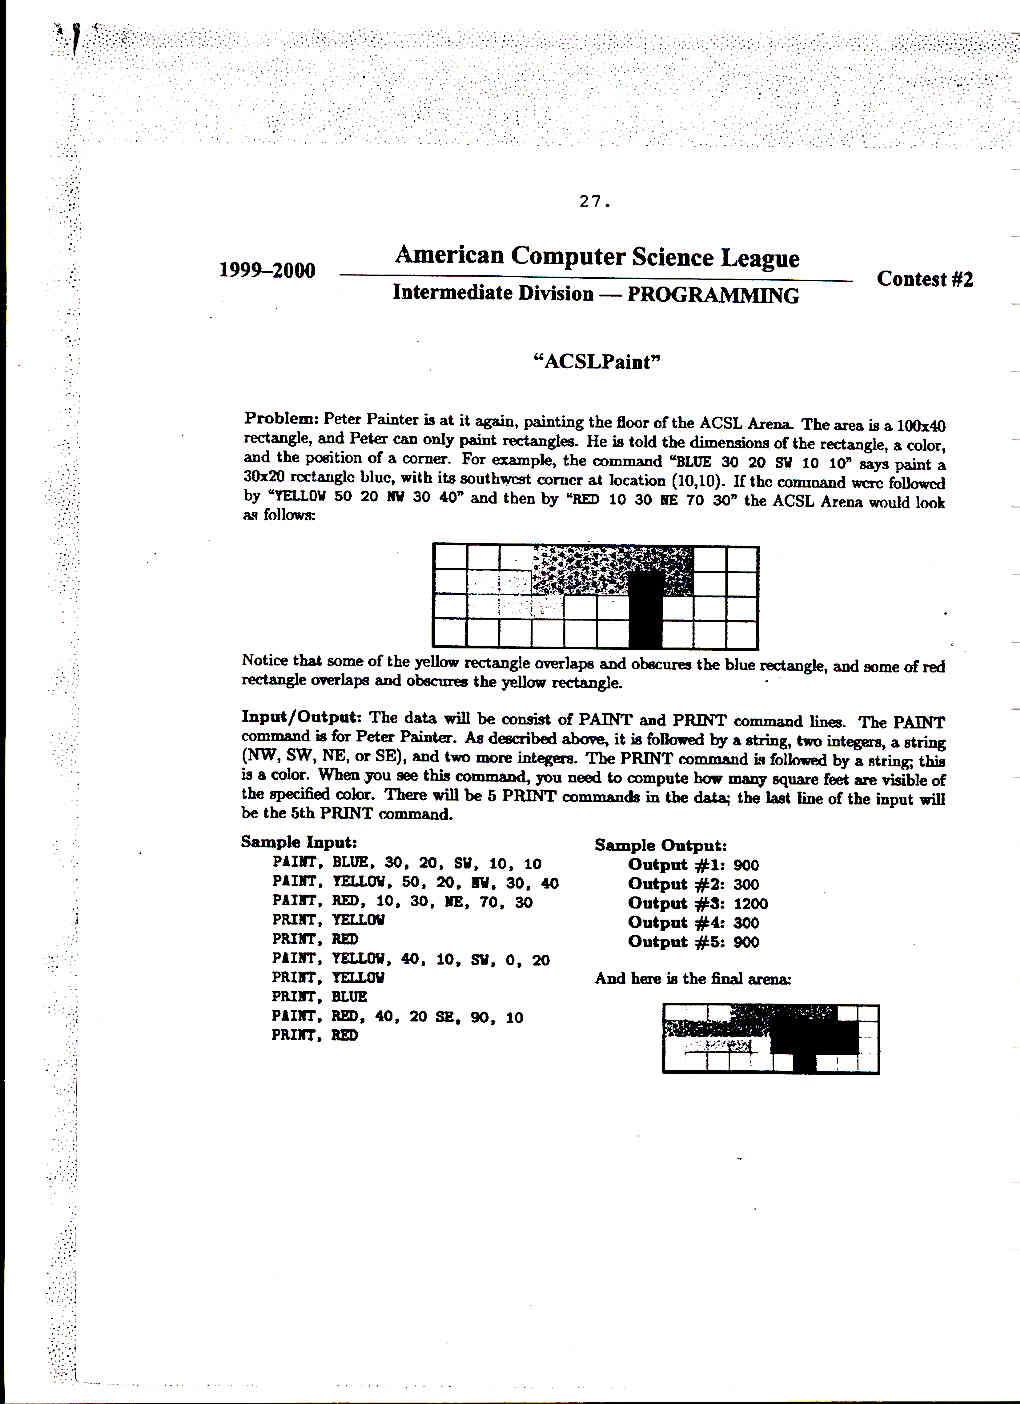 27.
American Computer Science League
1999–2000
Contest #2
Intermediate Division — PROGRAMMING
“ACSLPaint”
Problem: Peter Painter is at it again, painting the floor of the ACSL Arena. The area is a 100x40
rectangle, and Peter can only paint rectangles. He is told the dimensions of the rectangle, a color,
and the position of a corner. For example, the command “BLUE 30 20 SW 10 10” says paint a
30x20 rectangle blue, with its southwest corner at location (10,10). If the command were followed
by “YELLOW 50 20 NW 30 40” and then by “RED 10 30 NE 70 30” the ACSL Arena would look
as follows:
Notice that some of the yellow rectangle overlaps and obscures the blue rectangle, and some of red
rectangle overlaps and obscures the yellow rectangle.
Input/Output: The data will be consist of PAINT and PRINT command lines. The PAINT
command is for Peter Painter. As described above, it is followed by a string, two integers, a string
(NW, SW, NE, or SE), and two more integers. The PRINT command is followed by a string; this
is a color. When you see this command, you need to compute how many square feet are visible of
the specified color. There will be 5 PRINT commands in the data; the last line of the input will
be the 5th PRINT command.
Sample Input:
PAINT, BLUE, 30, 20, SW, 10, 10
PAINT, YELLOW, 50, 20, NW, 30, 40
PAINT, RED, 10, 30, NE, 70, 30
PRINT, YELLOW
PRINT, RED
PAINT, YELLOW, 40, 10, SW, 0, 20
PRINT, YELLOW
PRINT, BLUE
PAINT, RED, 40, 20 SE, 90, 10
PRINT, RED
Sample Output:
Output #1: 900
Output #2: 300
Output #3: 1200
Output #4: 300
Output #5: 900
And here is the final arena: